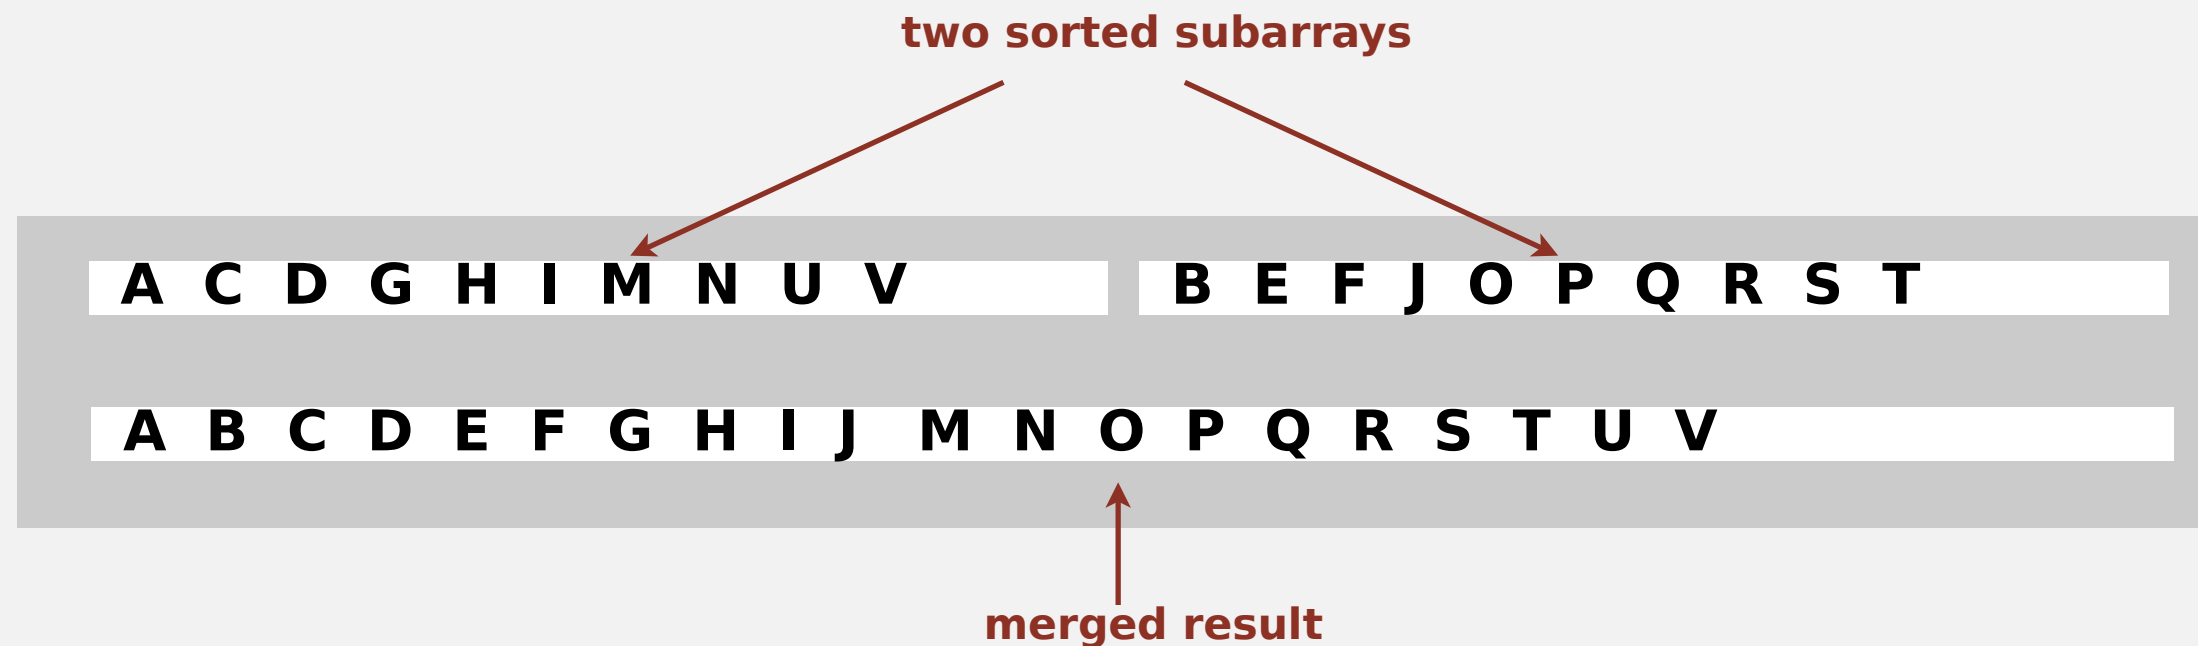 two sorted subarrays
A C D G H I M N U V B E F J O P Q R S T
A B C D E F G H I J M N O P Q R S T U V
merged result